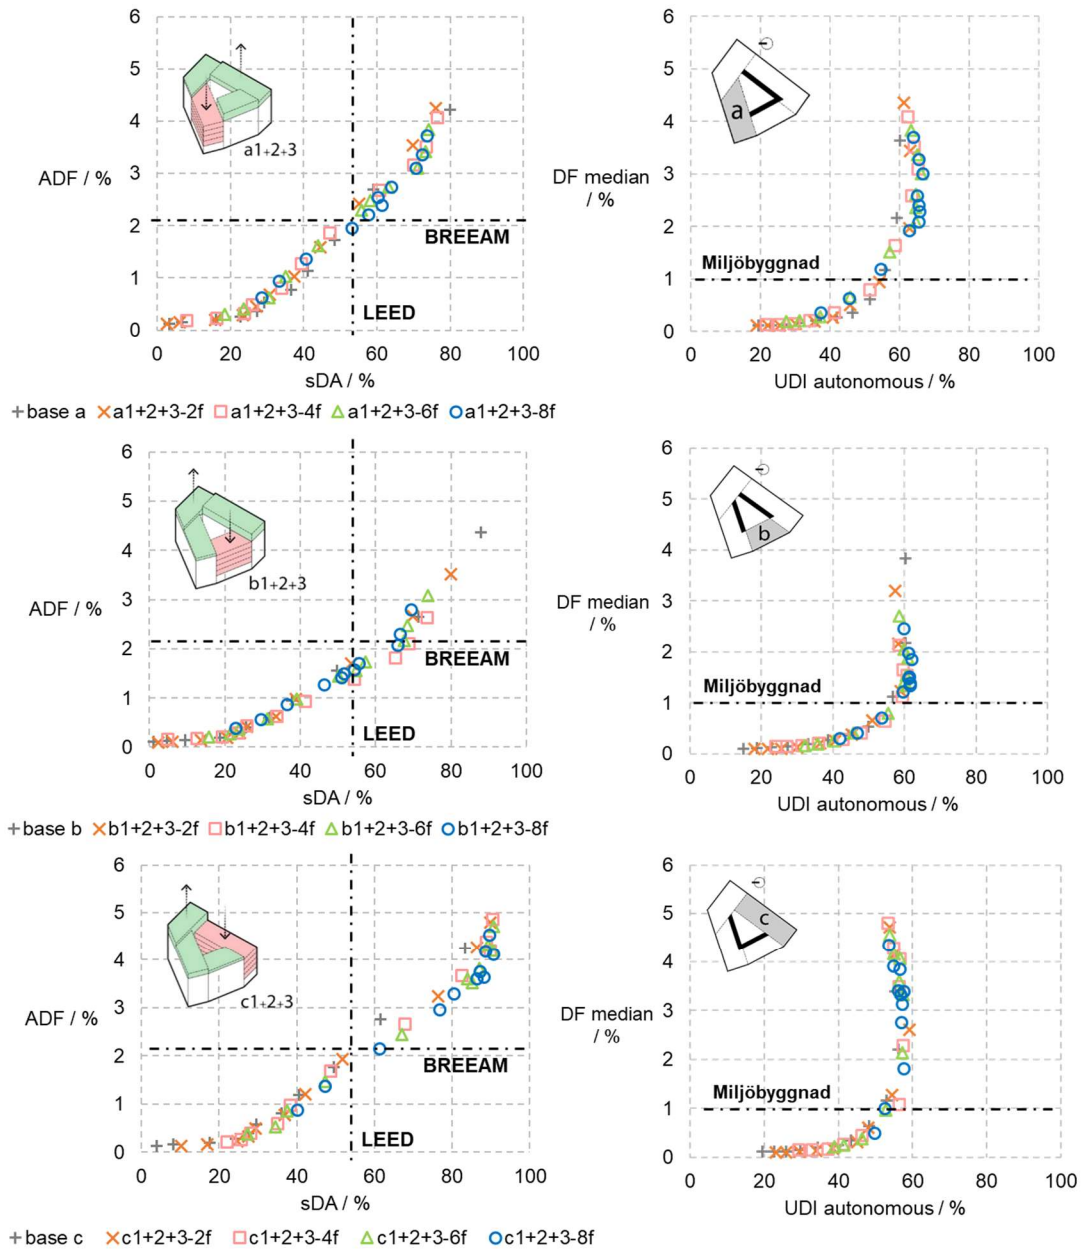 6
5
4
3
2
1
0
ADF / %
a1+2+3
BREEAM
LEED
0 20 40 60 80 100
sDA / %
6
5
4
3
2
1
0
DF median
/ %
a
Miljöbyggnad
0 20 40 60 80 100
UDI autonomous / %
base a a1+2+3-2f a1+2+3-4f a1+2+3-6f a1+2+3-8f
6
5
4
3
2
1
0
ADF / %
b1+2+3
BREEAM
LEED
0 20 40 60 80 100
sDA / %
6
5
4
3
2
1
0
DF median
/ %
b
Miljöbyggnad
0 20 40 60 80 100
UDI autonomous / %
base b b1+2+3-2f b1+2+3-4f b1+2+3-6f b1+2+3-8f
6
5
4
3
2
1
0
ADF / %
c1+2+3
BREEAM
LEED
0 20 40 60 80 100
sDA / %
6
5
4
3
2
1
0
DF median
/ %
c
Miljöbyggnad
0 20 40 60 80 100
UDI autonomous / %
base c c1+2+3-2f c1+2+3-4f c1+2+3-6f c1+2+3-8f